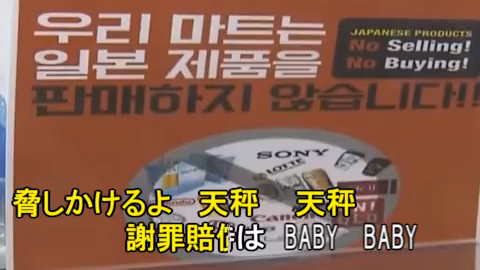 우리 마트는
일본 제품을
판매하지 않습니다!!
JAPANESE PRODUCTS
No Selling!
No Buying!
SONY
LOTTE
Canon
脅しかけるよ 天秤 天秤
謝罪賠償は BABY BABY